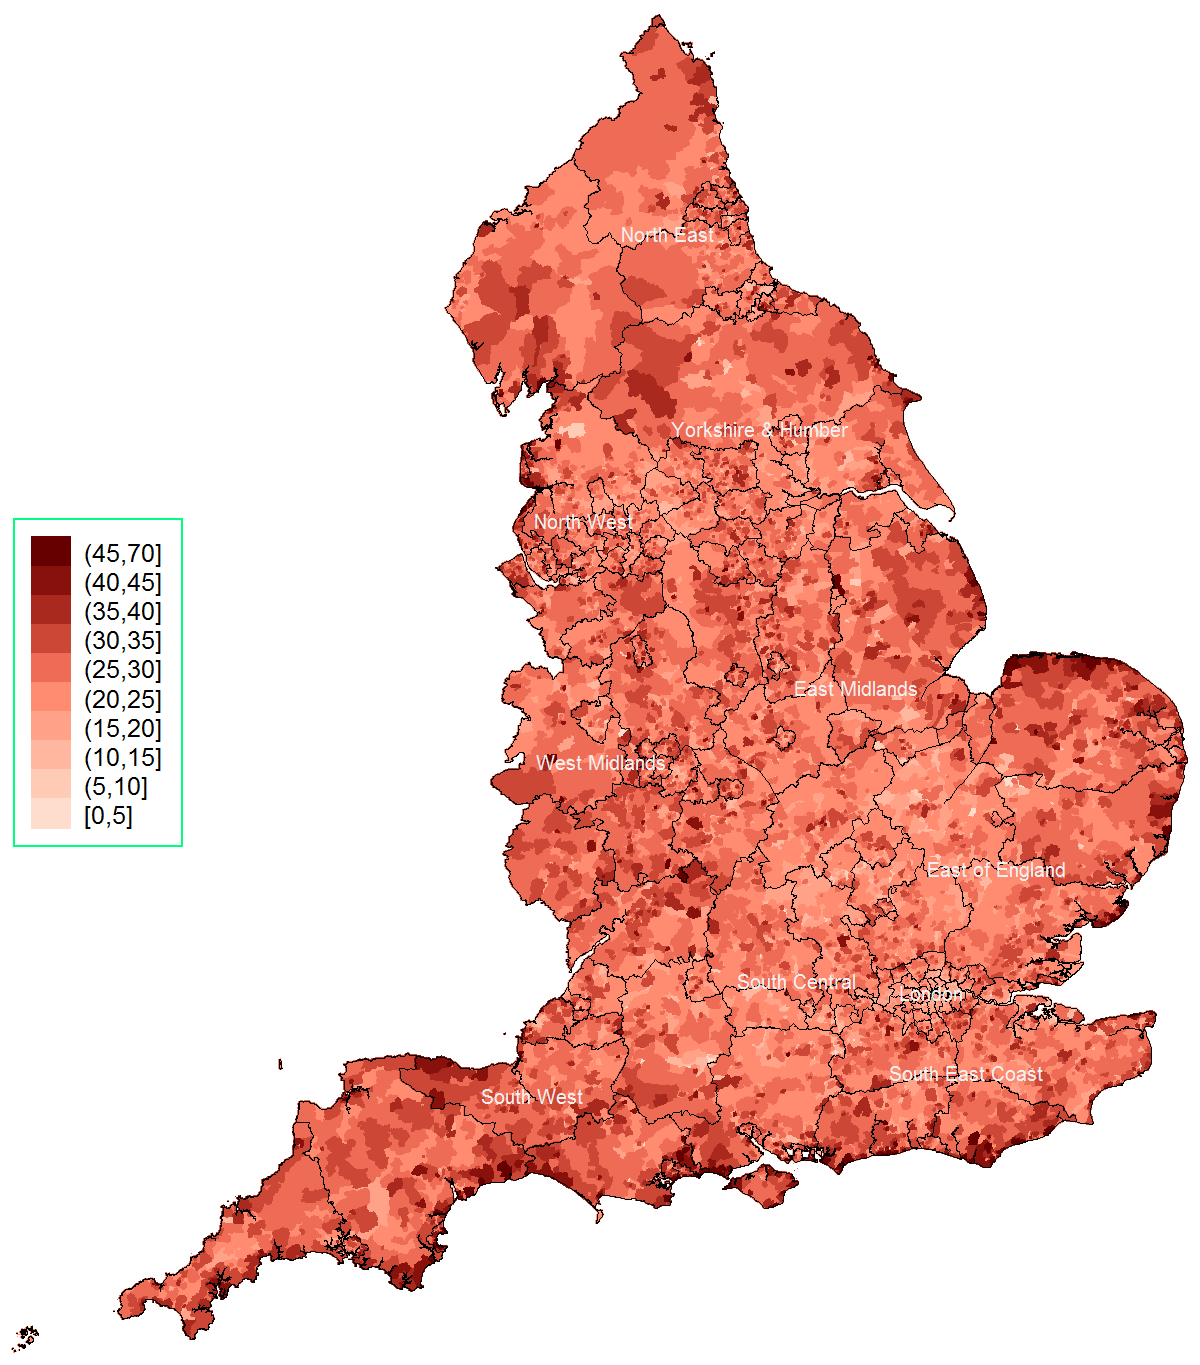 North East
Yorkshire & Humber
North West
(45,70]
(40,45]
(35,40]
(30,35]
(25,30]
(20,25]
(15,20]
(10,15]
(5,10]
[0,5]
East Midlands
West Midlands
East of England
South Central
London
South East Coast
South West